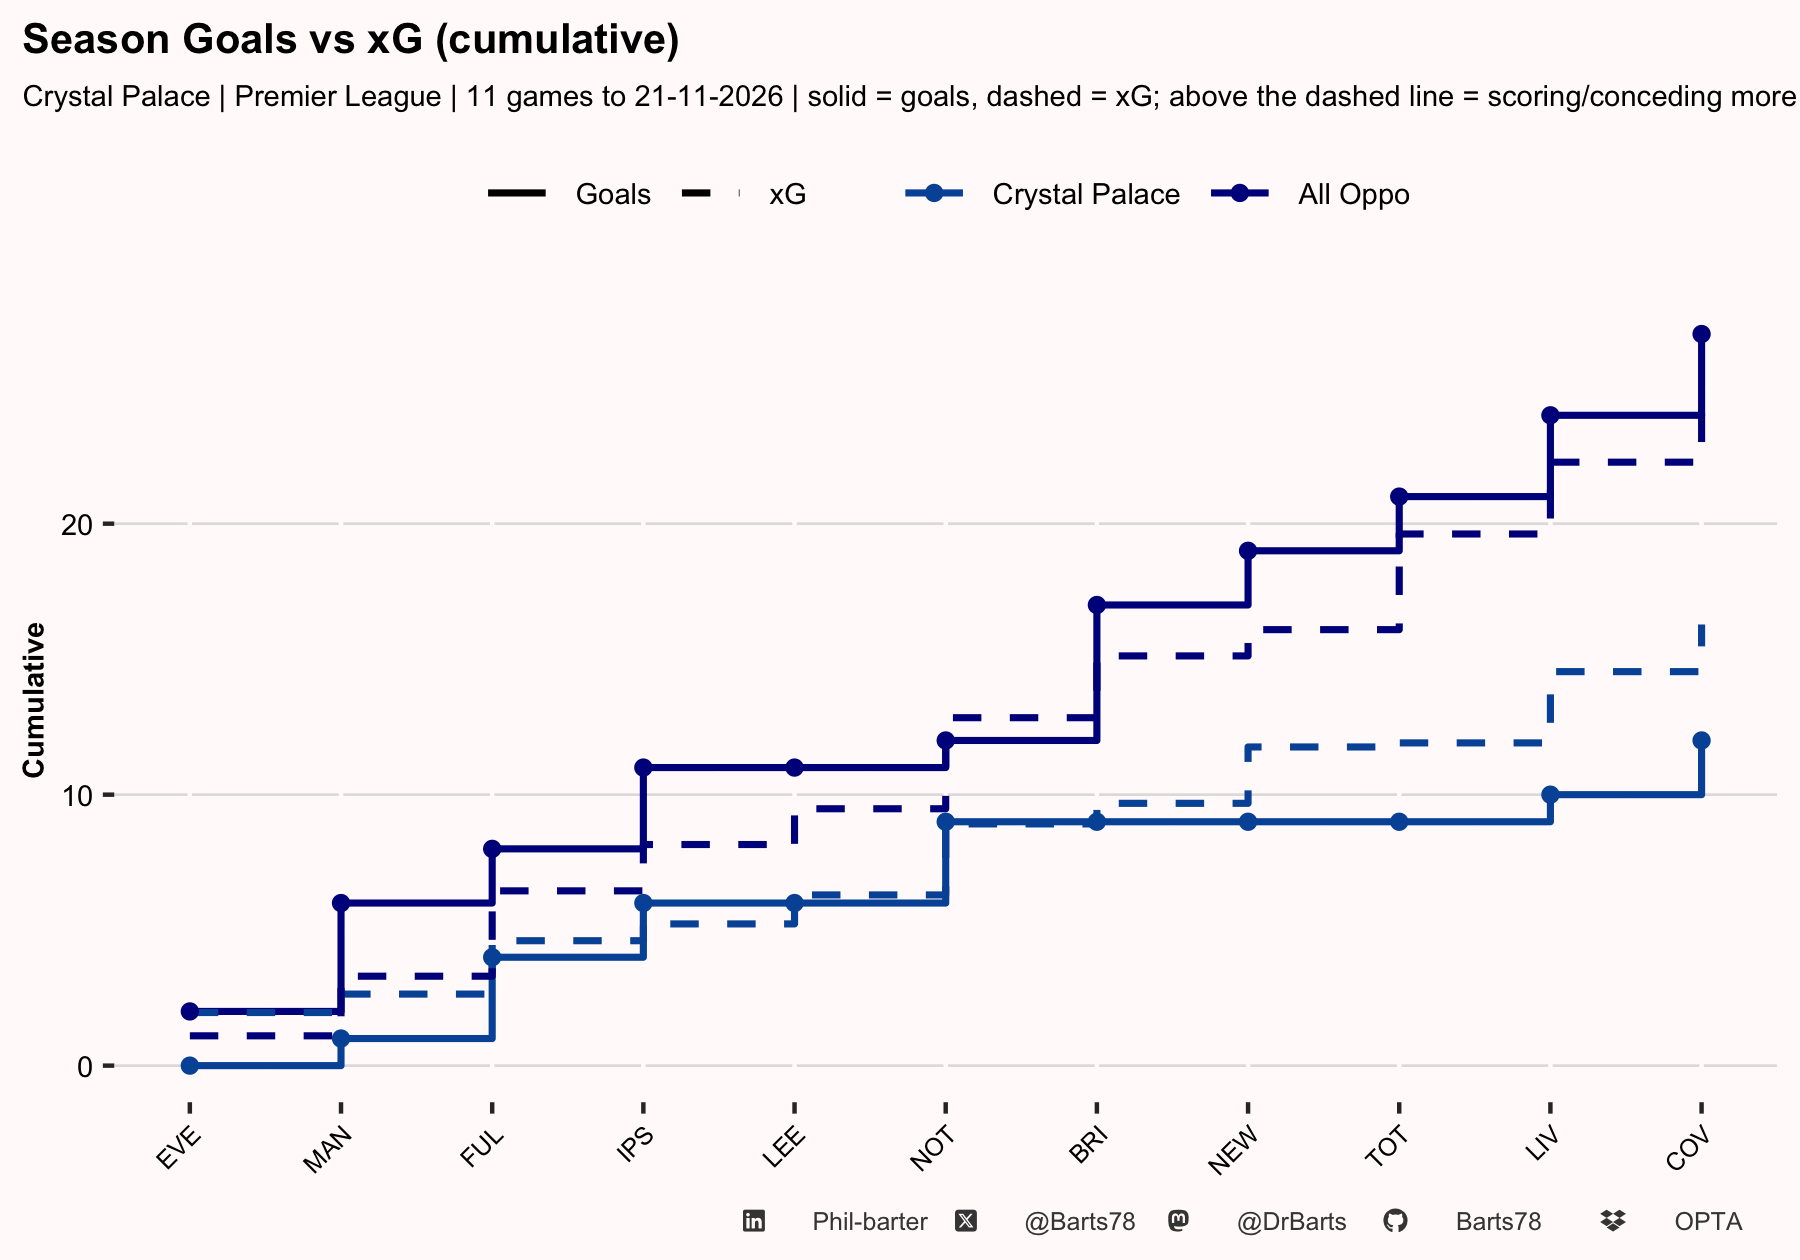 Season Goals vs xG (cumulative)
Crystal Palace | Premier League | 11 games to 21-11-2026 | solid = goals, dashed = xG; above the dashed line = scoring/conceding more
Goals xG Crystal Palace All Oppo
Cumulative
20
10
0
EVE MAN FUL IPS LEE NOT BRI NEW TOT LIV COV
Phil-barter @Barts78 @DrBarts Barts78 OPTA